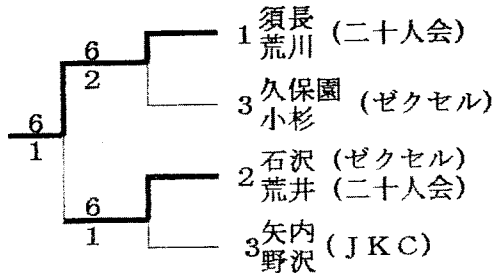 1 須長 (二十人会)
荒川
6
2
3 久保園 (ゼクセル)
小杉
6
1
2 石沢 (ゼクセル)
荒井 (二十人会)
6
1
3 矢内 (JKC)
野沢